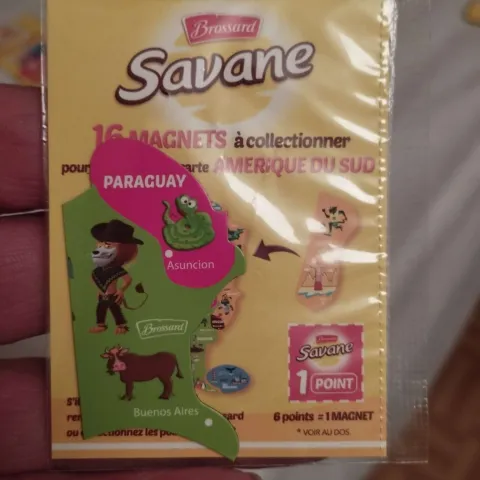 Brossard
Savane
16 MAGNETS à collectionner
pour carte AMERIQUE DU SUD
PARAGUAY
Asuncion
Brossard
Savane
1 POINT
Buenos Aires
6 points = 1 MAGNET
* VOIR AU DOS.